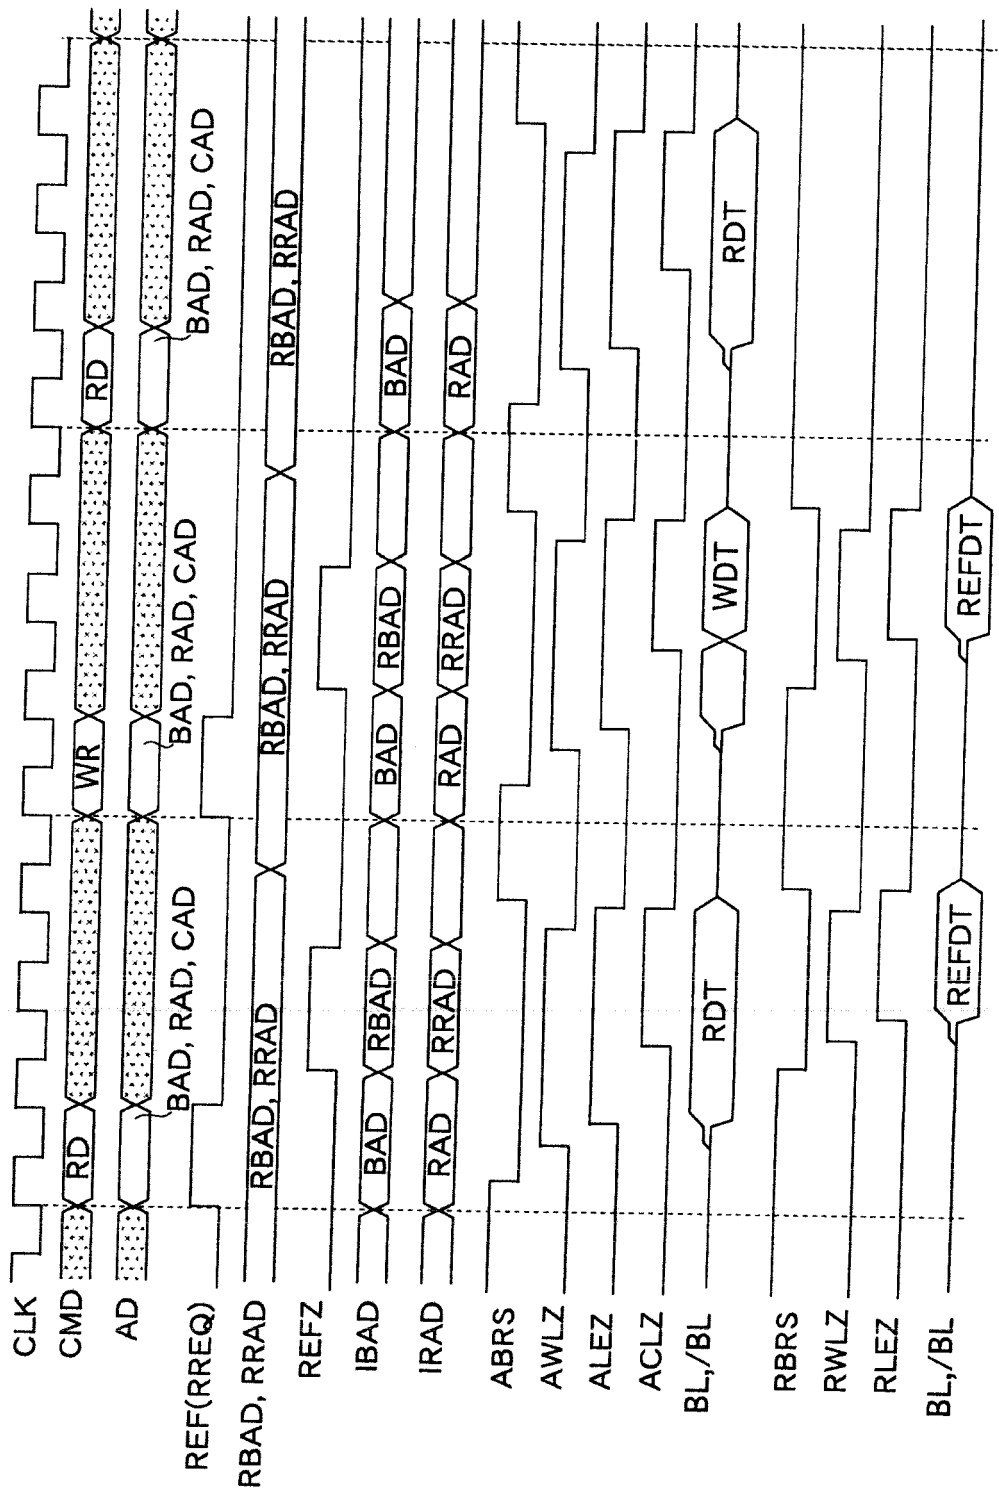 CLK
CMD RD WR RD
AD
BAD, RAD, CAD BAD, RAD, CAD BAD, RAD, CAD
REF(RREQ)
RBAD, RRAD RBAD, RRAD RBAD, RRAD RBAD, RRAD
REFZ
IBAD BAD RBAD BAD RBAD BAD
IRAD RAD RRAD RAD RRAD RAD
ABRS
AWLZ
ALEZ
ACLZ
BL,/BL RDT WDT RDT
RBRS
RWLZ
RLEZ
BL,/BL REFDT REFDT